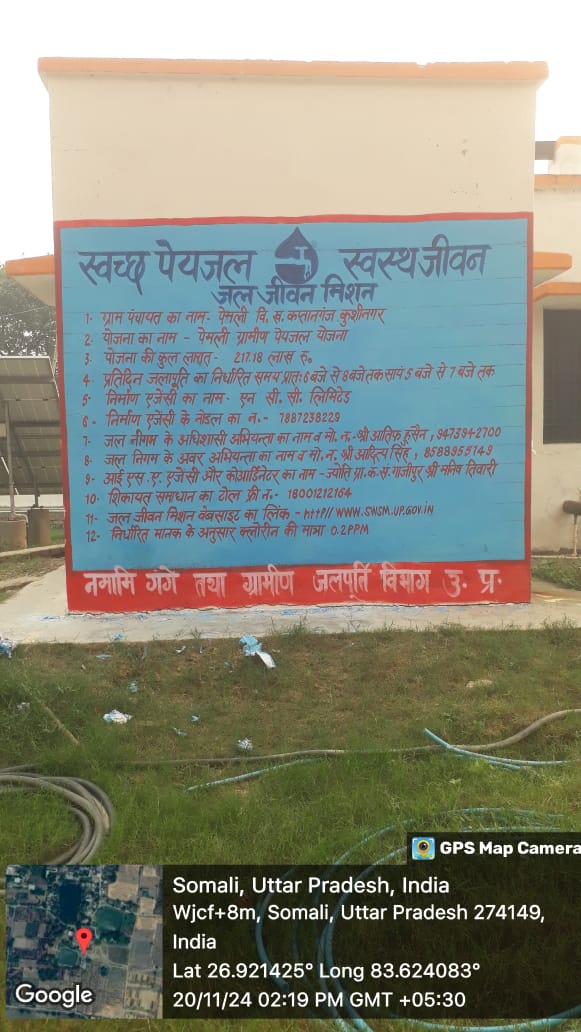 स्वच्छ पेयजल स्वस्थ जीवन
जल जीवन मिशन
1- ग्राम पंचायत का नाम- पेमली वि. ख. कप्तानगंज कुशीनगर
2. योजना का नाम - पेमली ग्रामीण पेयजल योजना
3. योजना की कुल लागत- 217.18 लाख रु.
4. प्रतिदिन जलापूर्ति का निर्धारित समय प्रातः 6 बजे से 8 बजे तक सायं 5 बजे से 7 बजे तक
5- निर्माण एजेंसी का नाम- एन सी. सी. लिमिटेड
6- निर्माण एजेंसी के नोडल का न.- 7887238229
7- जल नीगम के अधिशासी अभियन्ता का नाम व मो. न.- श्री आतिफ हुसैन, 9473942700
8- जल निगम के अवर अभियन्ता का नाम व मो. न. श्री आदित्य सिंह, 8588955149
9- आई एस. ए. एजेंसी और कोआर्डिनेटर का नाम - ज्योति ग्रा. क. स. गाजीपुर श्री मनिष तिवारी
10- शिकायत समाधान का टोल फ्री न.- 18001212164
11- जल जीवन मिशन वेबसाइट का लिंक - http// WWW.SWSM.UP.GOV.IN
12- निर्धारित मानक के अनुसार क्लोरीन की मात्रा 0.2PPM
नमामि गंगे तथा ग्रामीण जलपूर्ति विभाग उ. प्र.
GPS Map Camera
Somali, Uttar Pradesh, India
Wjcf+8m, Somali, Uttar Pradesh 274149,
India
Lat 26.921425° Long 83.624083°
20/11/24 02:19 PM GMT +05:30
Google